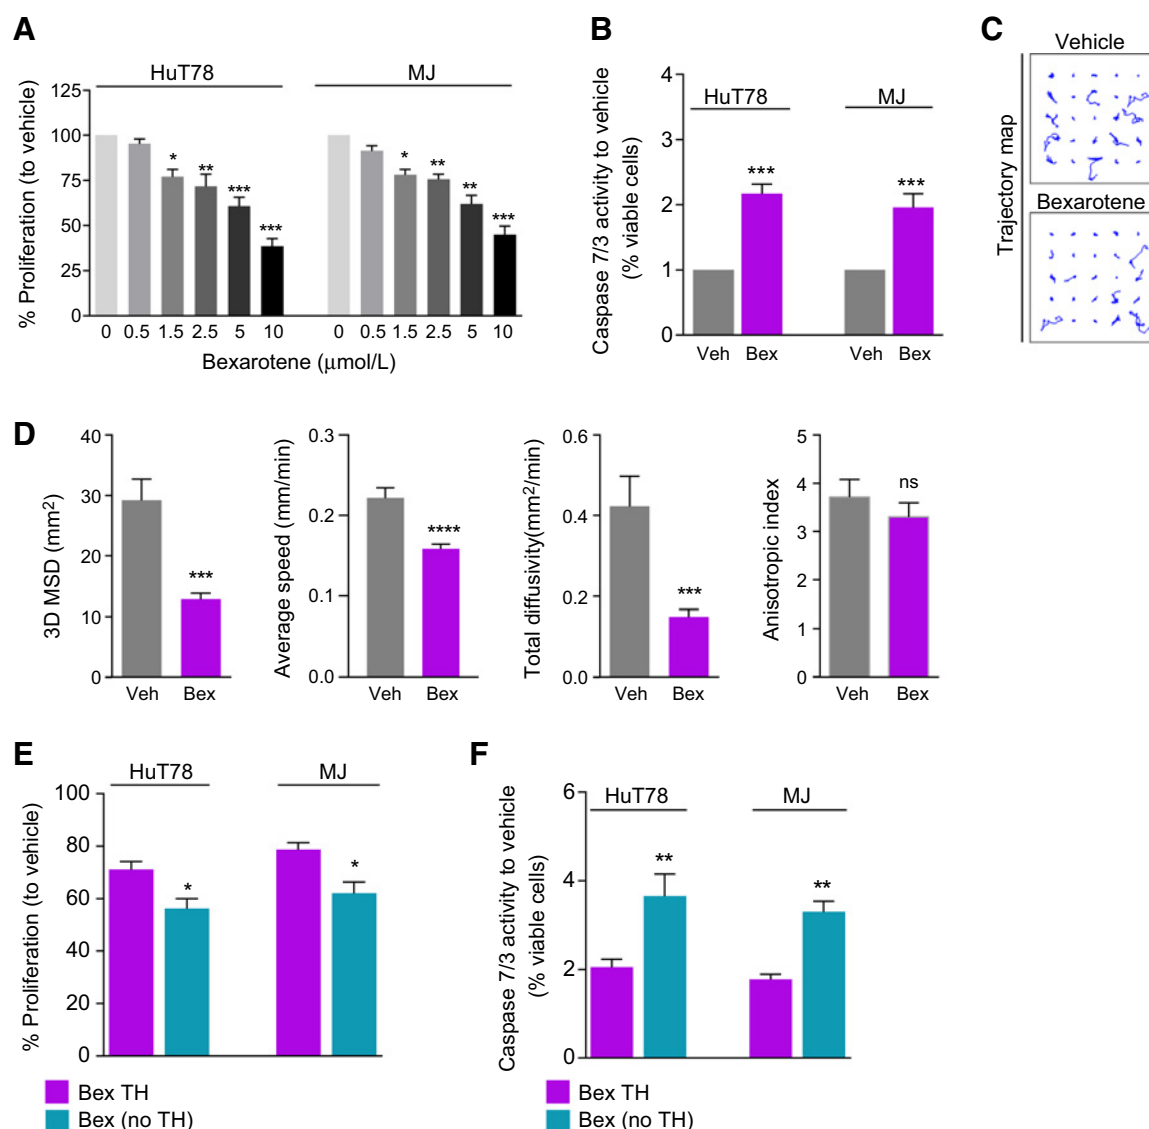 A
HuT78
MJ
% Proliferation (to vehicle)
125
100
75
50
25
0
*
**
***
***
*
**
**
***
0 0.5 1.5 2.5 5 10
0 0.5 1.5 2.5 5 10
Bexarotene (μmol/L)
B
Caspase 7/3 activity to vehicle
(% viable cells)
4
3
2
1
0
HuT78
MJ
***
***
Veh Bex
Veh Bex
C
Trajectory map
Vehicle
Bexarotene
D
3D MSD (mm²)
40
30
20
10
0
***
Veh Bex
Average speed (mm/min)
0.3
0.2
0.1
0.0
****
Veh Bex
Total diffusivity(mm²/min)
0.6
0.4
0.2
0.0
***
Veh Bex
Anisotropic index
5
4
3
2
1
0
ns
Veh Bex
E
% Proliferation (to vehicle)
100
80
60
40
20
0
HuT78
MJ
*
*
Bex TH
Bex (no TH)
F
Caspase 7/3 activity to vehicle
(% viable cells)
6
4
2
0
HuT78
MJ
**
**
Bex TH
Bex (no TH)